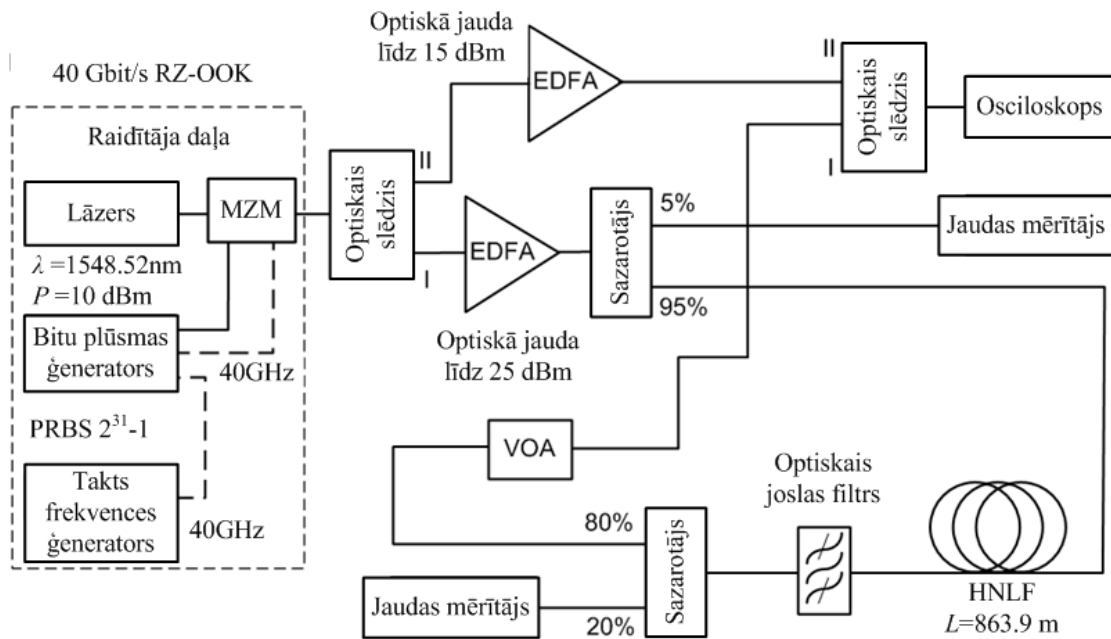 40 Gbit/s RZ-OOK
Raidītāja daļa
Lāzers
MZM
λ =1548.52nm
P =10 dBm
Bitu plūsmas
ģenerators
40GHz
PRBS 2³¹-1
Takts
frekvences
ģenerators
40GHz
Optiskais
slēdzis
II
I
Optiskā jauda
līdz 15 dBm
EDFA
EDFA
Optiskā jauda
līdz 25 dBm
Sazarotājs
5%
95%
II
I
Optiskais
slēdzis
Osciloskops
Jaudas mērītājs
VOA
80%
20%
Sazarotājs
Jaudas mērītājs
Optiskais
joslas filtrs
HNLF
L=863.9 m